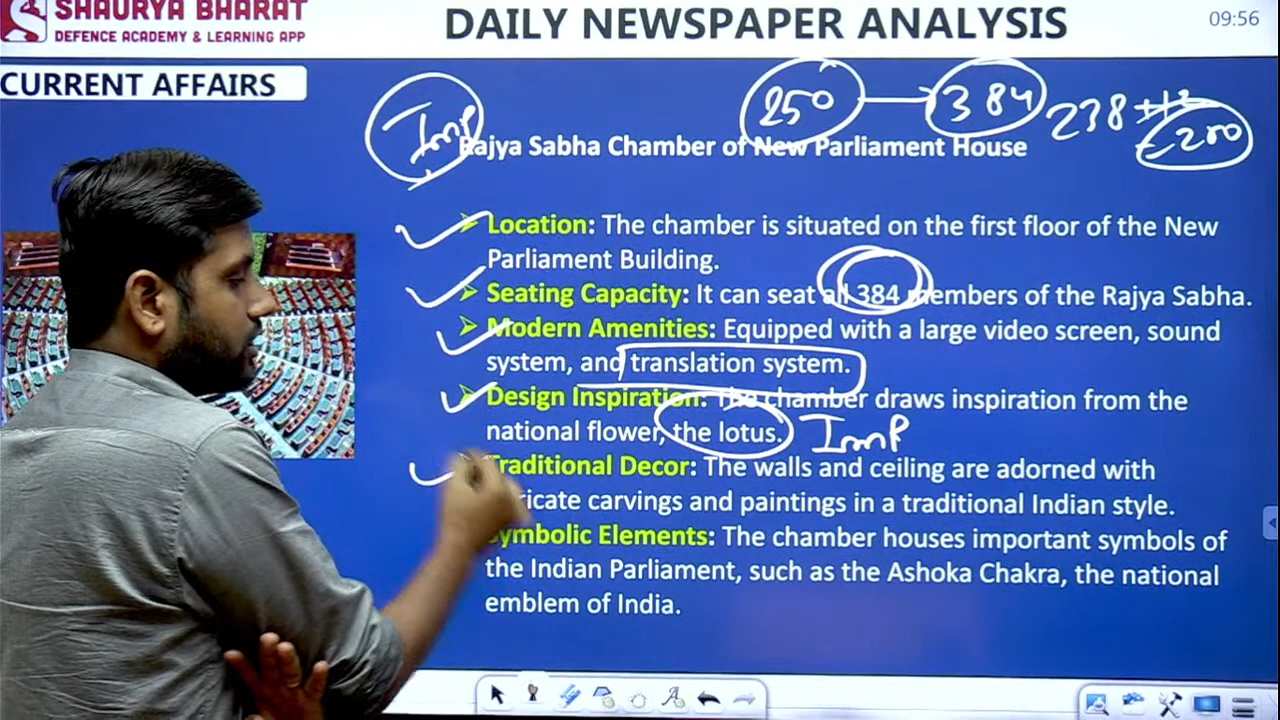 SHAURYA BHARAT
DEFENCE ACADEMY & LEARNING APP
DAILY NEWSPAPER ANALYSIS
09:56
CURRENT AFFAIRS
Imp
250 — 384 238 +12
= 250
Rajya Sabha Chamber of New Parliament House
Location: The chamber is situated on the first floor of the New
Parliament Building.
Seating Capacity: It can seat all 384 members of the Rajya Sabha.
Modern Amenities: Equipped with a large video screen, sound
system, and translation system.
Design Inspiration: The chamber draws inspiration from the
national flower, the lotus. Imp
Traditional Decor: The walls and ceiling are adorned with
intricate carvings and paintings in a traditional Indian style.
Symbolic Elements: The chamber houses important symbols of
the Indian Parliament, such as the Ashoka Chakra, the national
emblem of India.